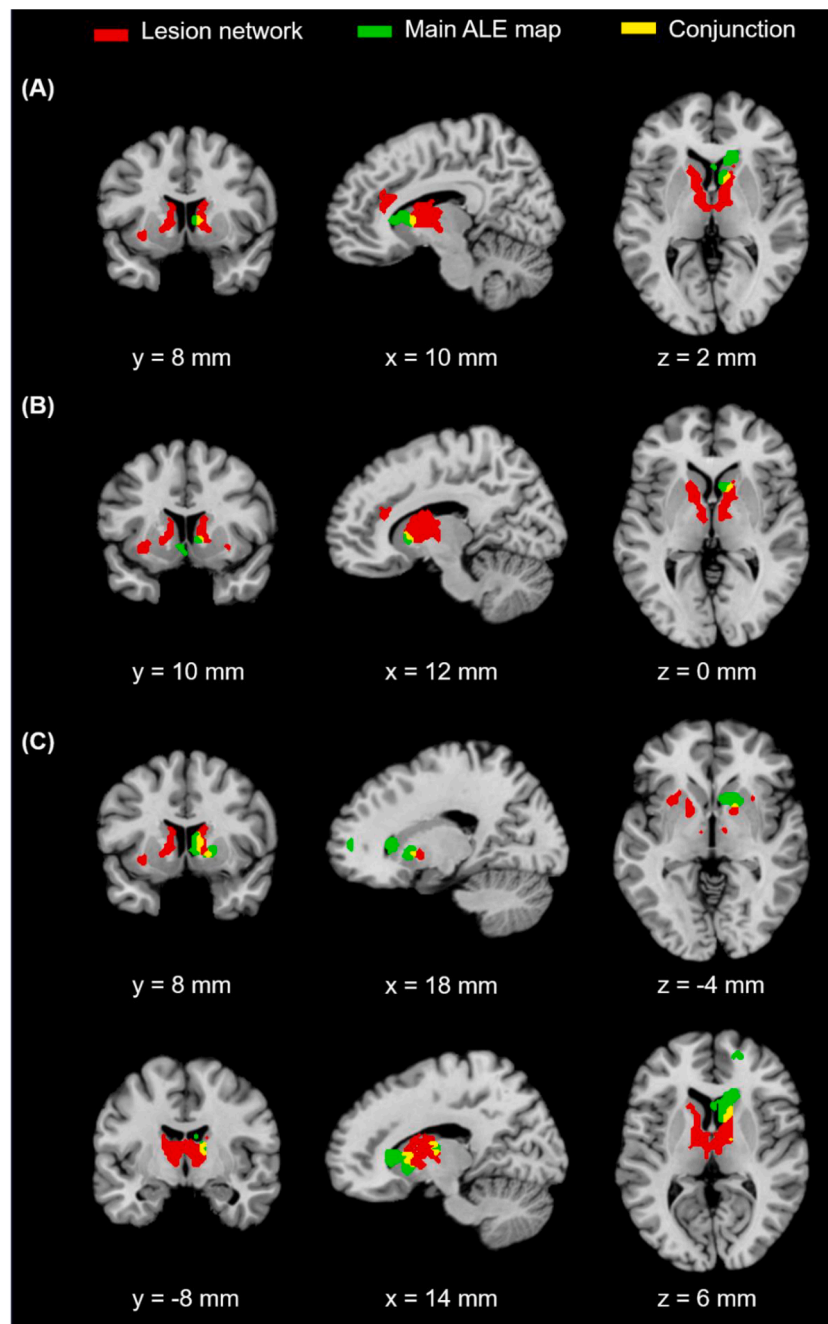 Lesion network Main ALE map Conjunction
(A)
y = 8 mm x = 10 mm z = 2 mm
(B)
y = 10 mm x = 12 mm z = 0 mm
(C)
y = 8 mm x = 18 mm z = -4 mm
y = -8 mm x = 14 mm z = 6 mm